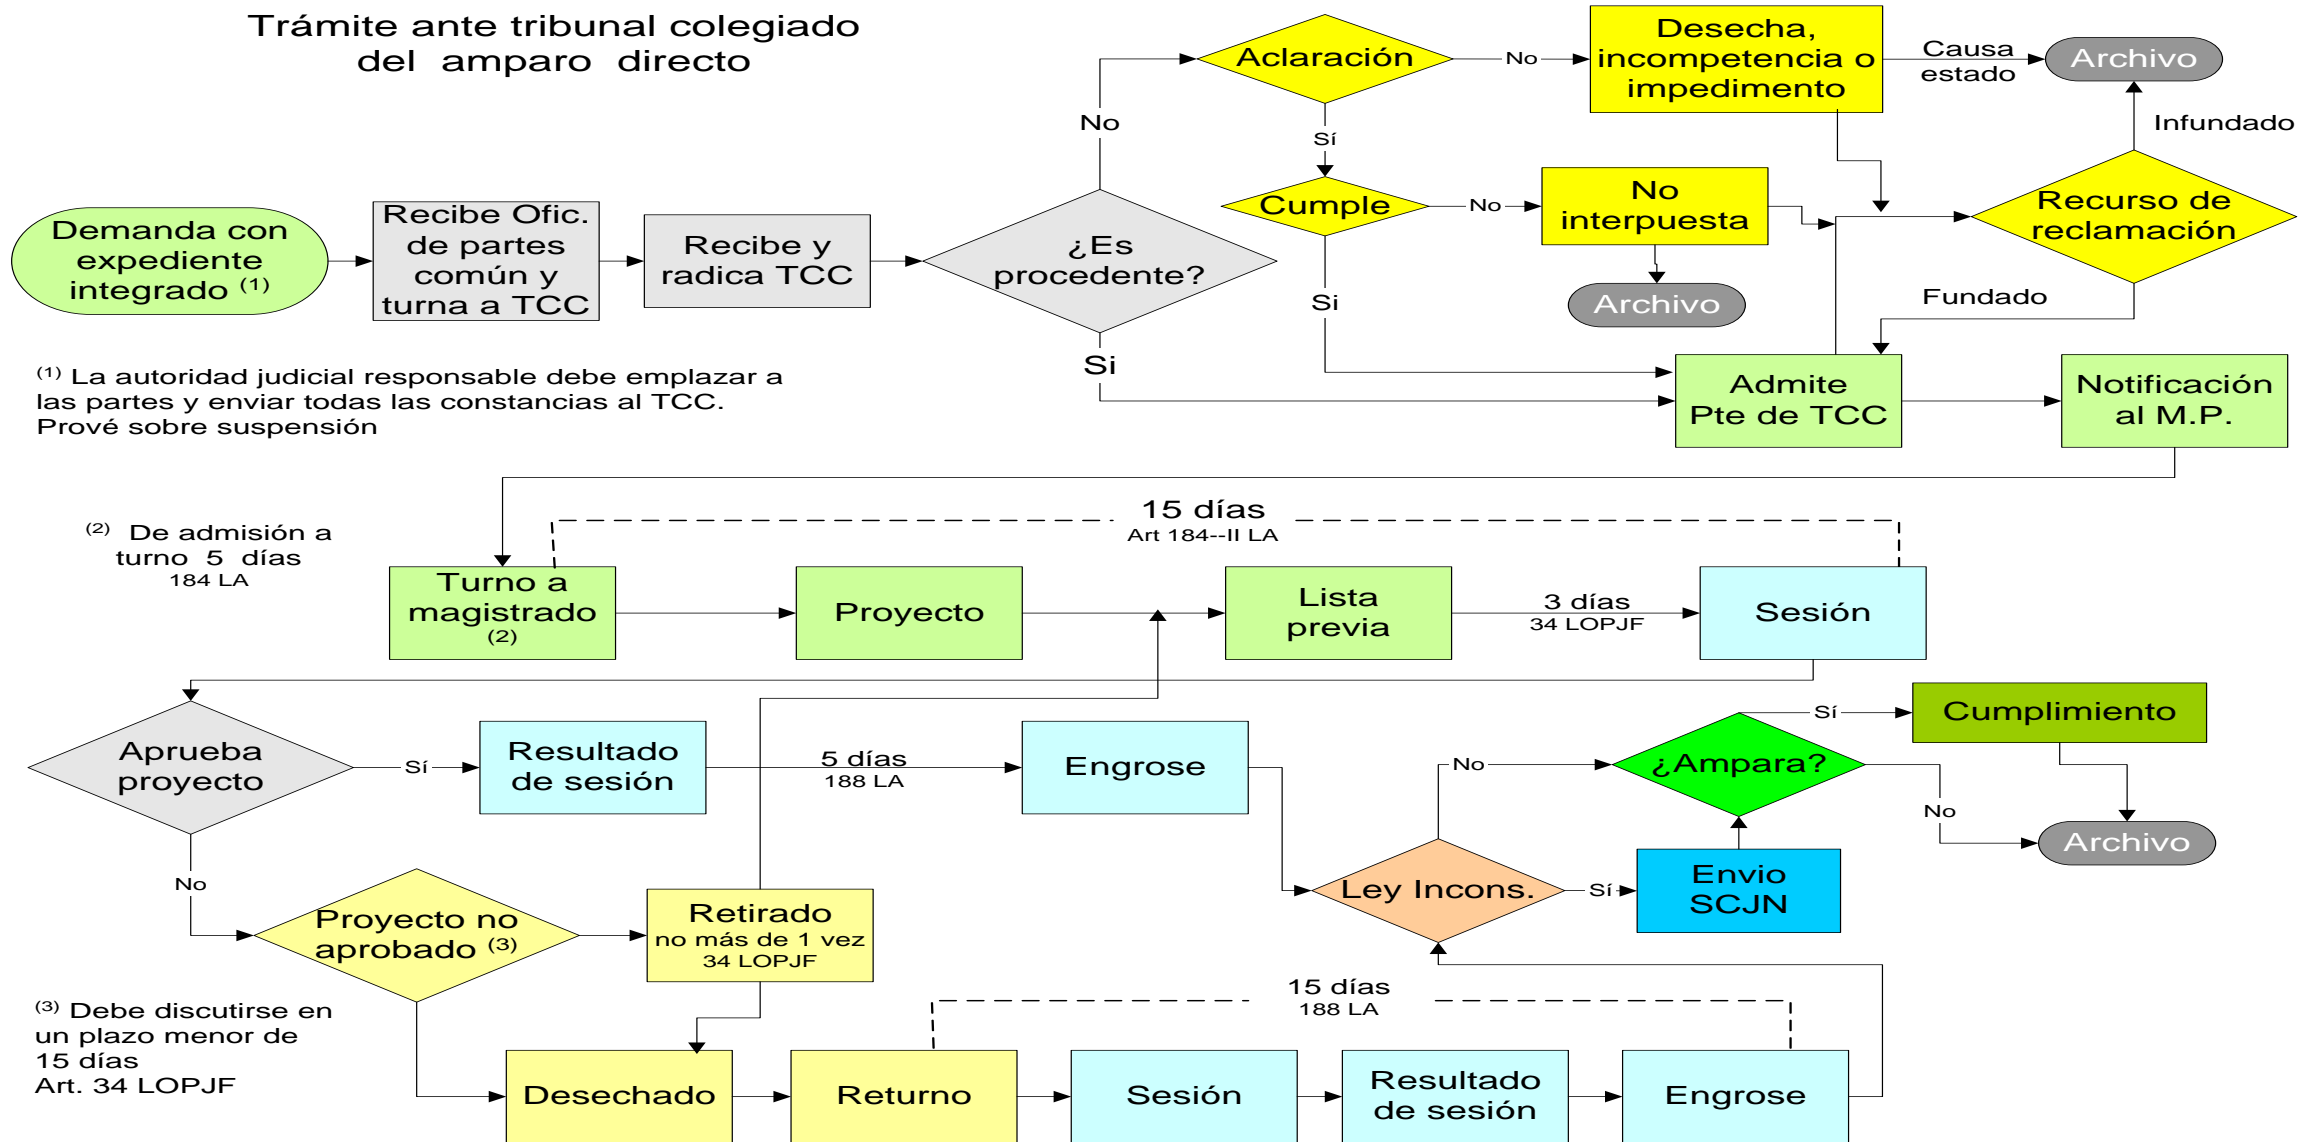 Trámite ante tribunal colegiado
del amparo directo
Demanda con
expediente
integrado (1)
Recibe Ofic.
de partes
común y
turna a TCC
Recibe y
radica TCC
¿Es
procedente?
No
Si
Aclaración
No
Sí
Desecha,
incompetencia o
impedimento
Causa
estado
Archivo
Infundado
Cumple
No
Si
No
interpuesta
Archivo
Recurso de
reclamación
Fundado
Admite
Pte de TCC
Notificación
al M.P.
(1) La autoridad judicial responsable debe emplazar a
las partes y enviar todas las constancias al TCC.
Prové sobre suspensión
(2) De admisión a
turno 5 días
184 LA
15 días
Art 184--II LA
Turno a
magistrado
(2)
Proyecto
Lista
previa
3 días
34 LOPJF
Sesión
Aprueba
proyecto
Sí
No
Resultado
de sesión
5 días
188 LA
Engrose
No
¿Ampara?
Sí
Cumplimiento
No
Archivo
Ley Incons.
Sí
Envio
SCJN
Proyecto no
aprobado (3)
Retirado
no más de 1 vez
34 LOPJF
(3) Debe discutirse en
un plazo menor de
15 días
Art. 34 LOPJF
15 días
188 LA
Desechado
Returno
Sesión
Resultado
de sesión
Engrose